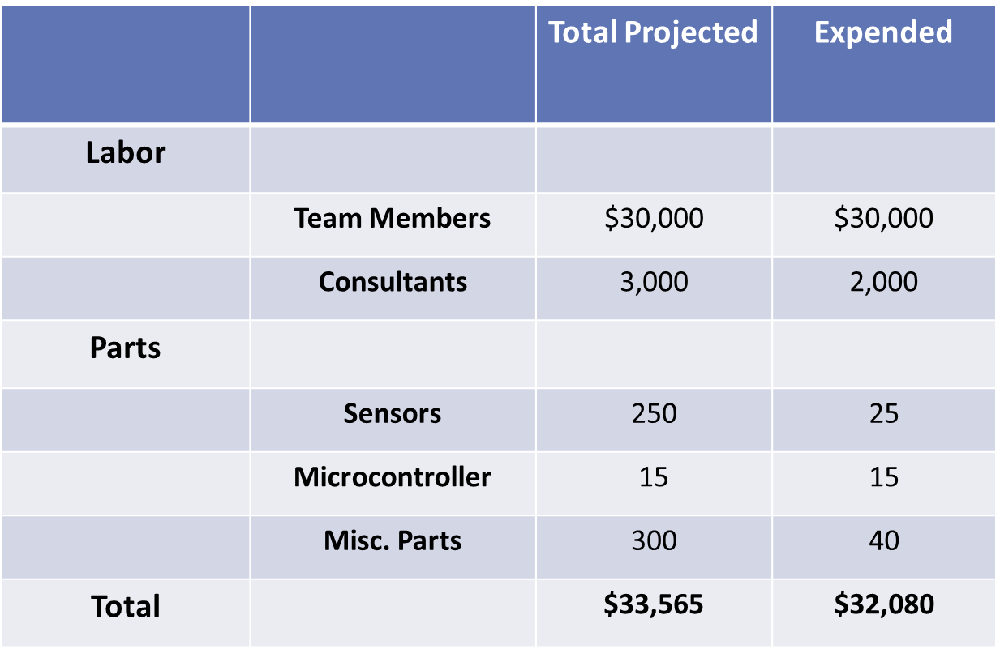 Total Projected Expended
Labor
Team Members $30,000 $30,000
Consultants 3,000 2,000
Parts
Sensors 250 25
Microcontroller 15 15
Misc. Parts 300 40
Total $33,565 $32,080